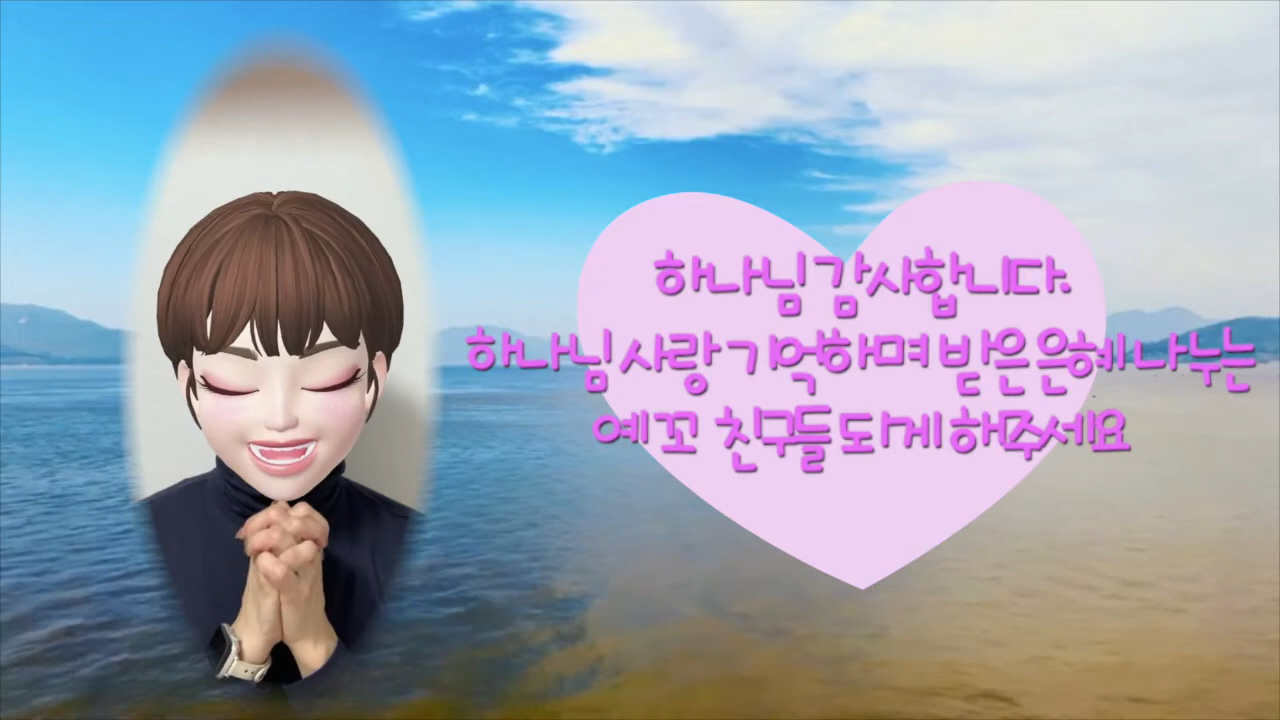 하나님 감사합니다.
하나님 사랑 기억하며 받은 은혜 나누는
예꼬 친구들 되게 해주세요